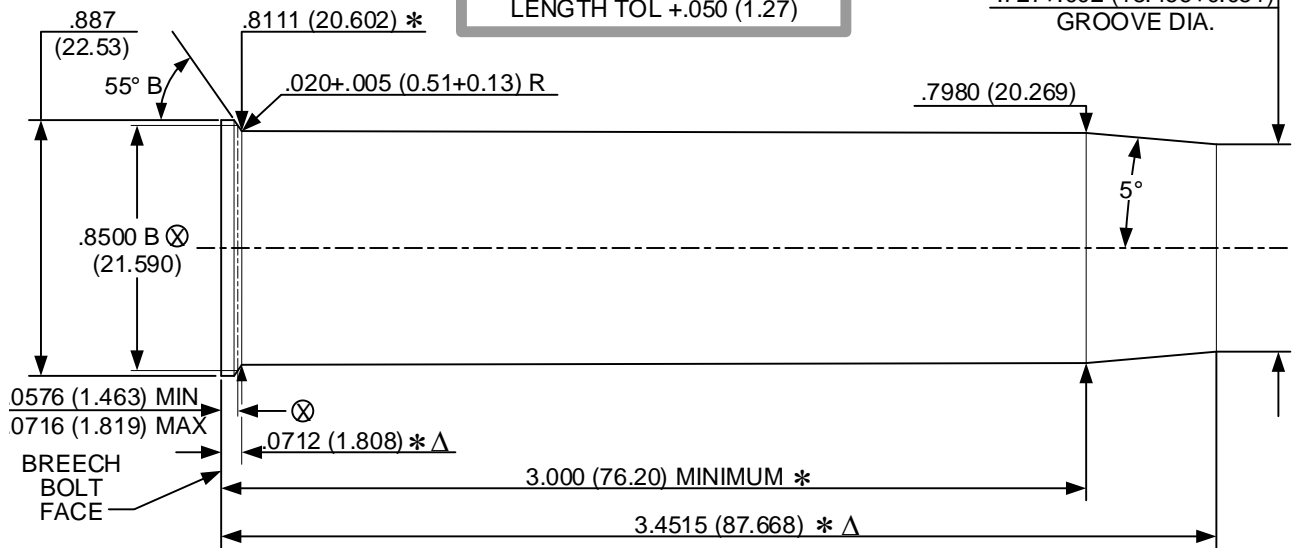 LENGTH TOL +.050 (1.27)
GROOVE DIA.
.887
(22.53)
.8111 (20.602) *
55° B
.020+.005 (0.51+0.13) R
.7980 (20.269)
5°
.8500 B ⊗
(21.590)
.0576 (1.463) MIN
.0716 (1.819) MAX
⊗
.0712 (1.808) * Δ
BREECH
BOLT
FACE
3.000 (76.20) MINIMUM *
3.4515 (87.668) * Δ